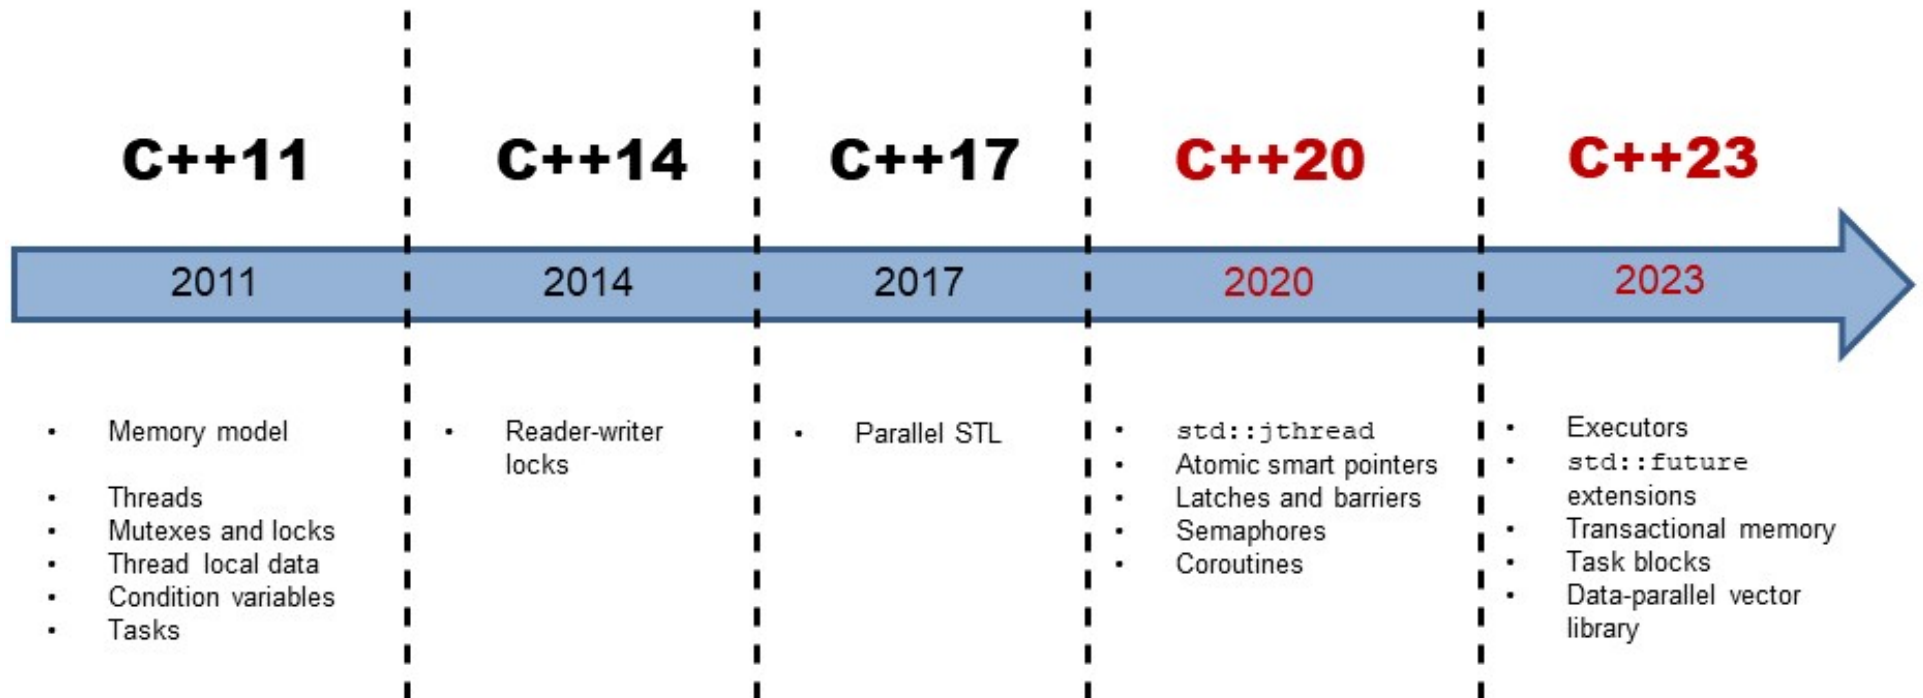 C++11
C++14
C++17
C++20
C++23
2011
2014
2017
2020
2023
• Memory model
• Threads
• Mutexes and locks
• Thread local data
• Condition variables
• Tasks
• Reader-writer
locks
• Parallel STL
• std::jthread
• Atomic smart pointers
• Latches and barriers
• Semaphores
• Coroutines
• Executors
• std::future
extensions
• Transactional memory
• Task blocks
• Data-parallel vector
library